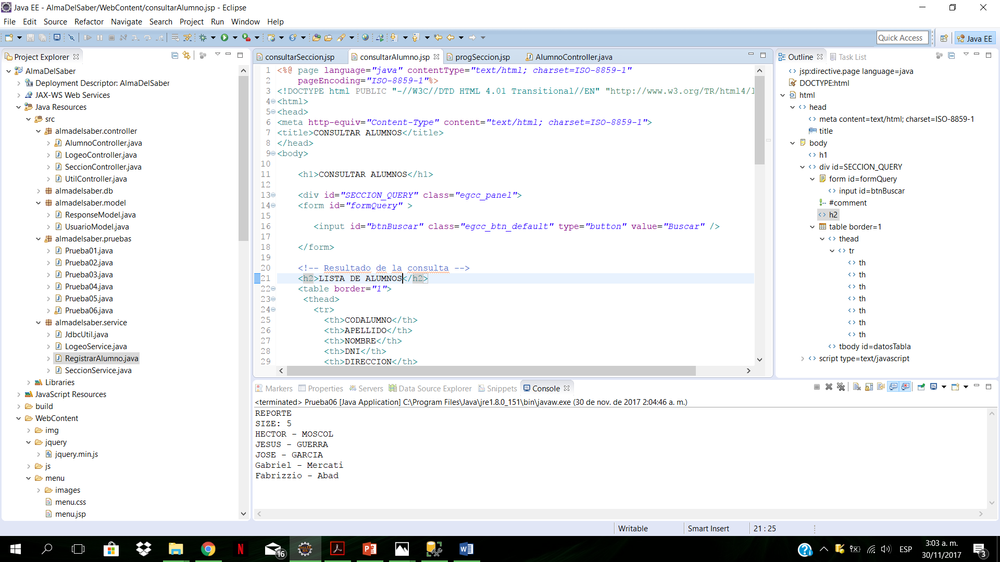 Java EE - AlmaDelSaber/WebContent/consultarAlumno.jsp - Eclipse
File Edit Source Refactor Navigate Search Project Run Window Help
Quick Access
Java EE
Project Explorer
AlmaDelSaber
Deployment Descriptor: AlmaDelSaber
JAX-WS Web Services
Java Resources
src
almadelsaber.controller
AlumnoController.java
LogeoController.java
SeccionController.java
UtilController.java
almadelsaber.db
almadelsaber.model
ResponseModel.java
UsuarioModel.java
almadelsaber.pruebas
Prueba01.java
Prueba02.java
Prueba03.java
Prueba04.java
Prueba05.java
Prueba06.java
almadelsaber.service
JdbcUtil.java
LogeoService.java
RegistrarAlumno.java
SeccionService.java
Libraries
JavaScript Resources
build
WebContent
img
jquery
jquery.min.js
js
menu
images
menu.css
menu.jsp
consultarSeccion.jsp consultarAlumno.jsp progSeccion.jsp AlumnoController.java
1 <%@ page language="java" contentType="text/html; charset=ISO-8859-1"
2 pageEncoding="ISO-8859-1"%>
3 <!DOCTYPE html PUBLIC "-//W3C//DTD HTML 4.01 Transitional//EN" "http://www.w3.org/TR/html4/l
4 <html>
5 <head>
6 <meta http-equiv="Content-Type" content="text/html; charset=ISO-8859-1">
7 <title>CONSULTAR ALUMNOS</title>
8 </head>
9 <body>
10
11 <h1>CONSULTAR ALUMNOS</h1>
12
13 <div id="SECCION_QUERY" class="egcc_panel">
14 <form id="formQuery" >
15
16 <input id="btnBuscar" class="egcc_btn_default" type="button" value="Buscar" />
17
18 </form>
19
20 <!-- Resultado de la consulta -->
21 <h2>LISTA DE ALUMNOS</h2>
22 <table border="1">
23 <thead>
24 <tr>
25 <th>CODALUMNO</th>
26 <th>APELLIDO</th>
27 <th>NOMBRE</th>
28 <th>DNI</th>
29 <th>DIRECCION</th>
Outline Task List
jsp:directive.page language=java
DOCTYPE:html
html
head
meta content=text/html; charset=ISO-8859-1
title
body
h1
div id=SECCION_QUERY
form id=formQuery
input id=btnBuscar
#comment
h2
table border=1
thead
tr
th
th
th
th
th
th
th
tbody id=datosTabla
script type=text/javascript
Markers Properties Servers Data Source Explorer Snippets Console
<terminated> Prueba06 [Java Application] C:\Program Files\Java\jre1.8.0_151\bin\javaw.exe (30 de nov. de 2017 2:04:46 a. m.)
REPORTE
SIZE: 5
HECTOR - MOSCOL
JESUS - GUERRA
JOSE - GARCIA
Gabriel - Mercati
Fabrizzio - Abad
Writable Smart Insert 21 : 25
16
ESP
3:03 a. m.
30/11/2017
3